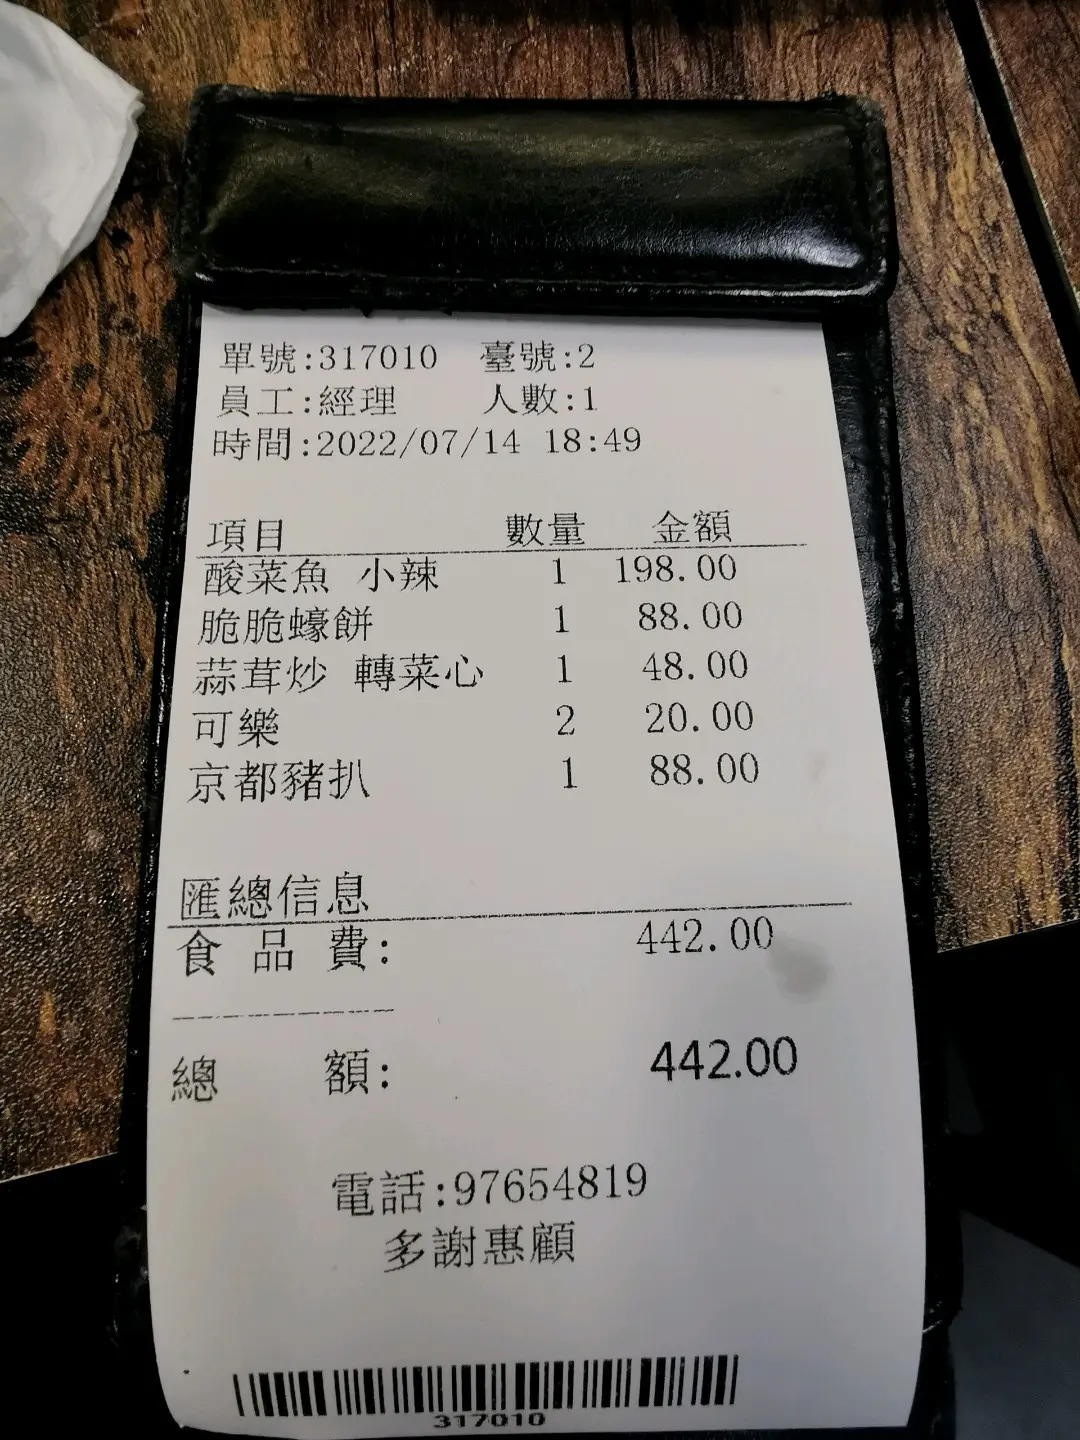 單號:317010 臺號:2
員工:經理 人數:1
時間:2022/07/14 18:49
項目 數量 金額
酸菜魚 小辣 1 198.00
脆脆蠔餅 1 88.00
蒜茸炒 轉菜心 1 48.00
可樂 2 20.00
京都豬扒 1 88.00
匯總信息
食品費: 442.00
------------
總額: 442.00
電話:97654819
多謝惠顧
317010